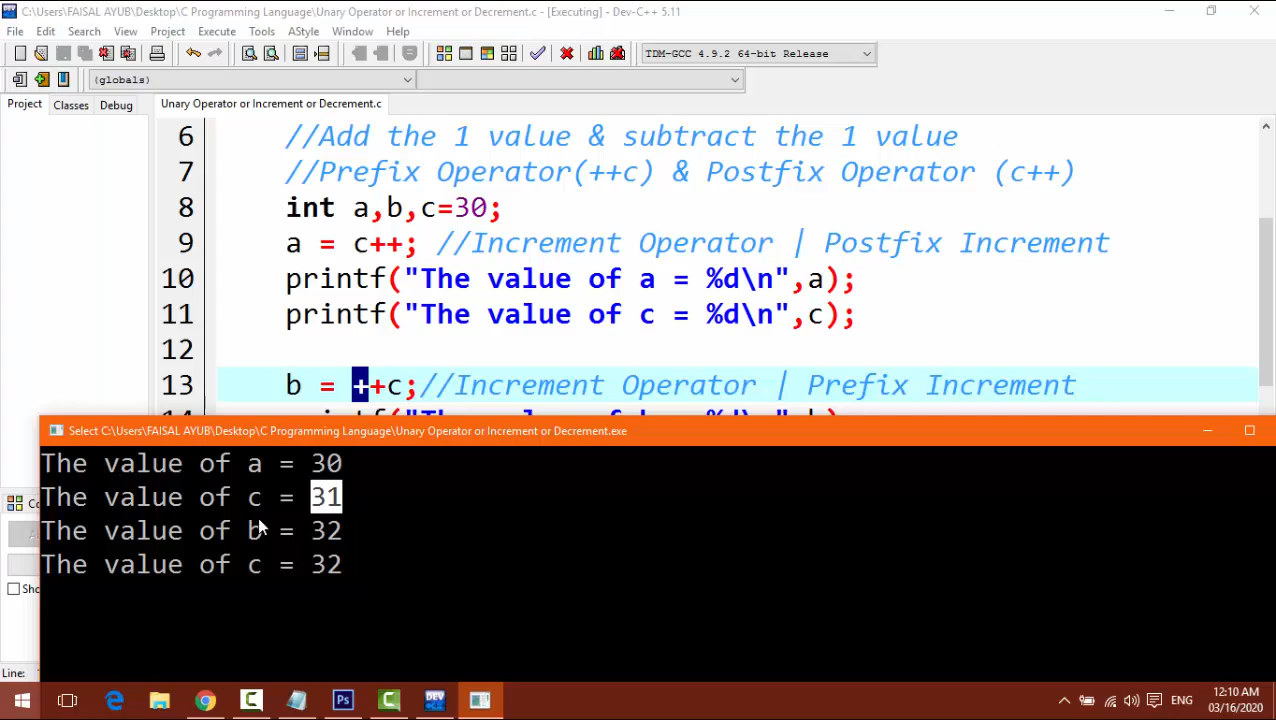 C:\Users\FAISAL AYUB\Desktop\C Programming Language\Unary Operator or Increment or Decrement.c - [Executing] - Dev-C++ 5.11
File Edit Search View Project Execute Tools AStyle Window Help
TDM-GCC 4.9.2 64-bit Release
(globals)
Project Classes Debug
Unary Operator or Increment or Decrement.c
6 //Add the 1 value & subtract the 1 value
7 //Prefix Operator(++c) & Postfix Operator (c++)
8 int a,b,c=30;
9 a = c++; //Increment Operator | Postfix Increment
10 printf("The value of a = %d\n",a);
11 printf("The value of c = %d\n",c);
12
13 b = ++c;//Increment Operator | Prefix Increment
Select C:\Users\FAISAL AYUB\Desktop\C Programming Language\Unary Operator or Increment or Decrement.exe
The value of a = 30
The value of c = 31
The value of b = 32
The value of c = 32
Line:
ENG
12:10 AM
03/16/2020